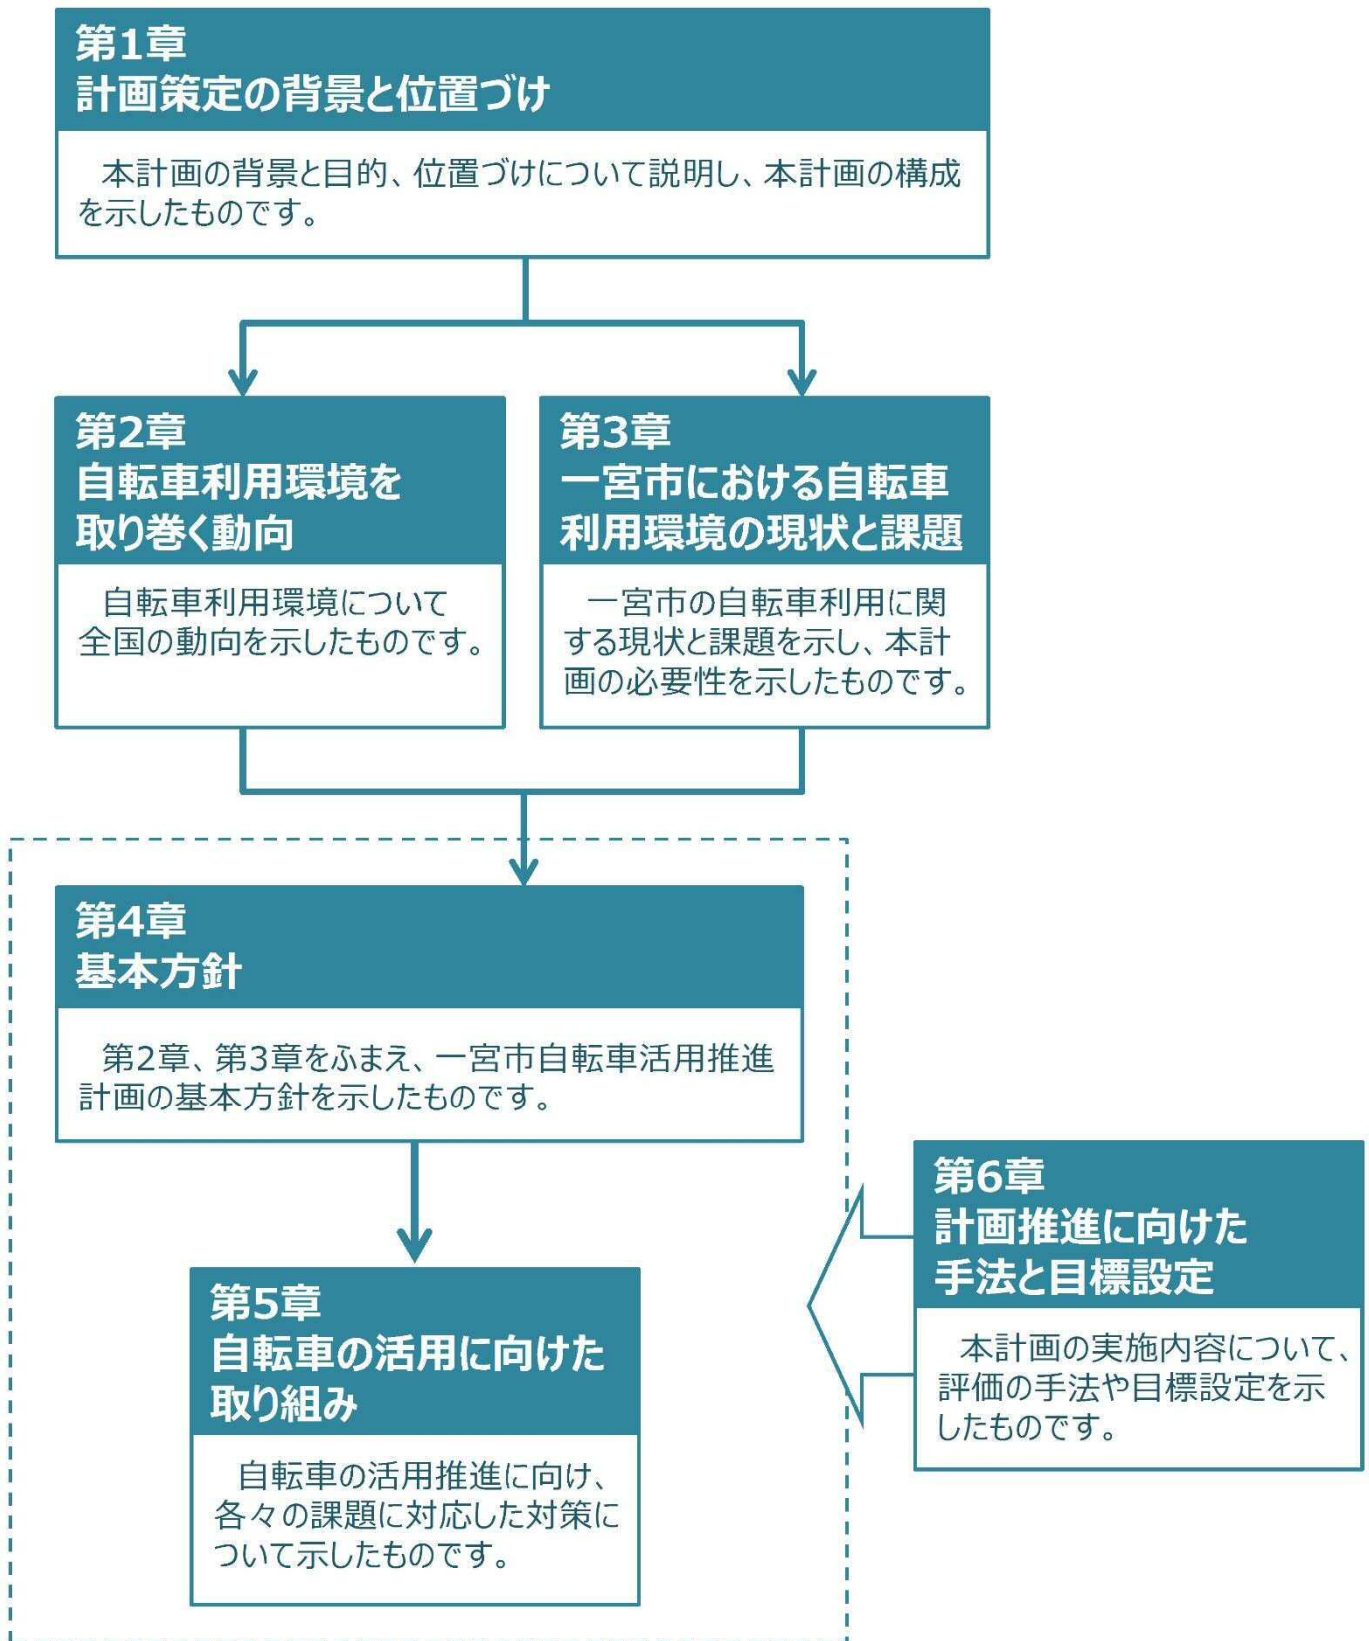 第1章
計画策定の背景と位置づけ
本計画の背景と目的、位置づけについて説明し、本計画の構成
を示したものです。
第2章
自転車利用環境を
取り巻く動向
自転車利用環境について
全国の動向を示したものです。
第3章
一宮市における自転車
利用環境の現状と課題
一宮市の自転車利用に関
する現状と課題を示し、本計
画の必要性を示したものです。
第4章
基本方針
第2章、第3章をふまえ、一宮市自転車活用推進
計画の基本方針を示したものです。
第5章
自転車の活用に向けた
取り組み
自転車の活用推進に向け、
各々の課題に対応した対策に
ついて示したものです。
第6章
計画推進に向けた
手法と目標設定
本計画の実施内容について、
評価の手法や目標設定を示
したものです。